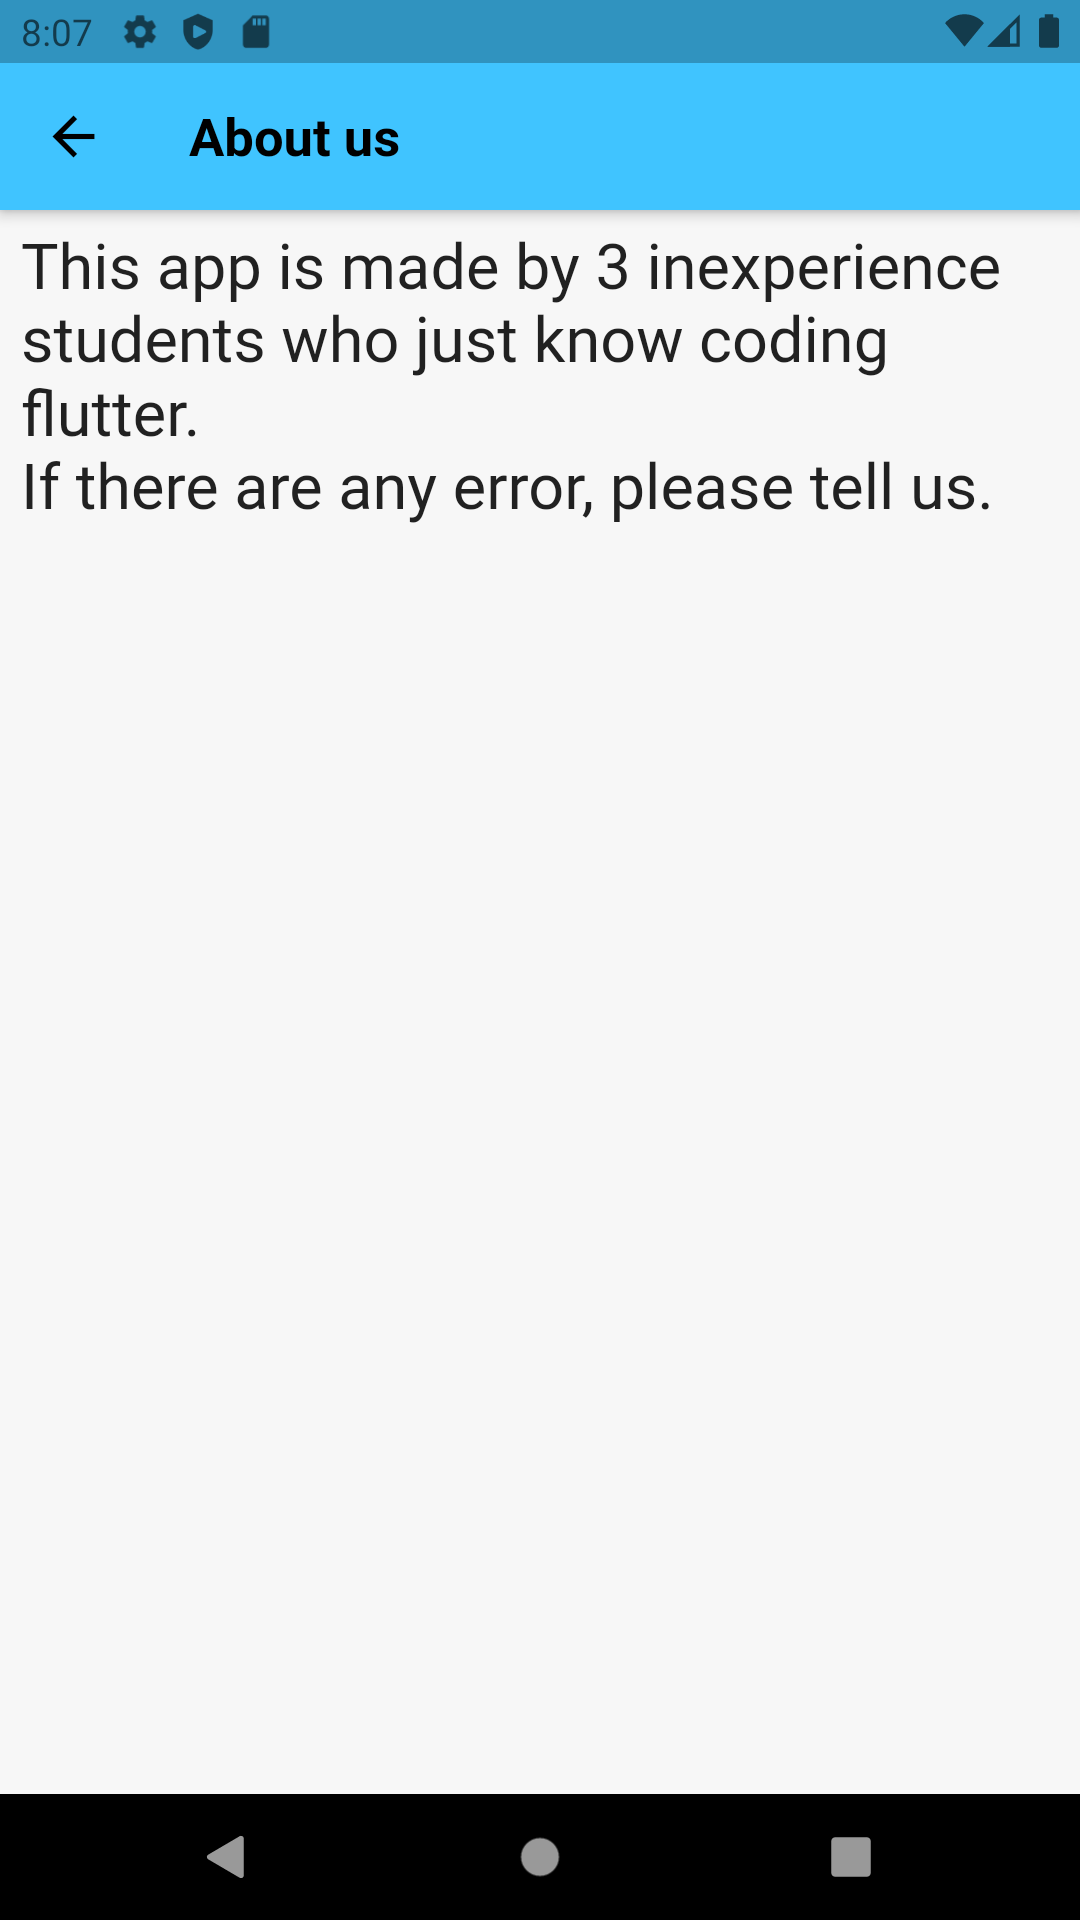 8:07
About us
This app is made by 3 inexperience
students who just know coding
flutter.
If there are any error, please tell us.